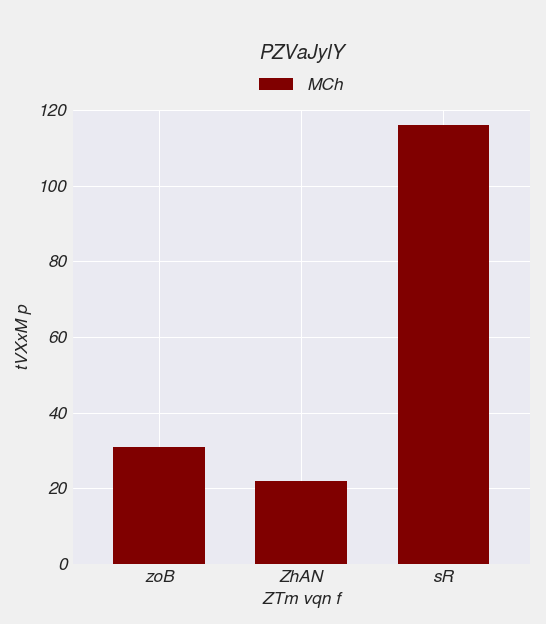 PZVaJylY
MCh
120
100
80
60
40
20
0
tVXxM p
zoB ZhAN sR
ZTm vqn f